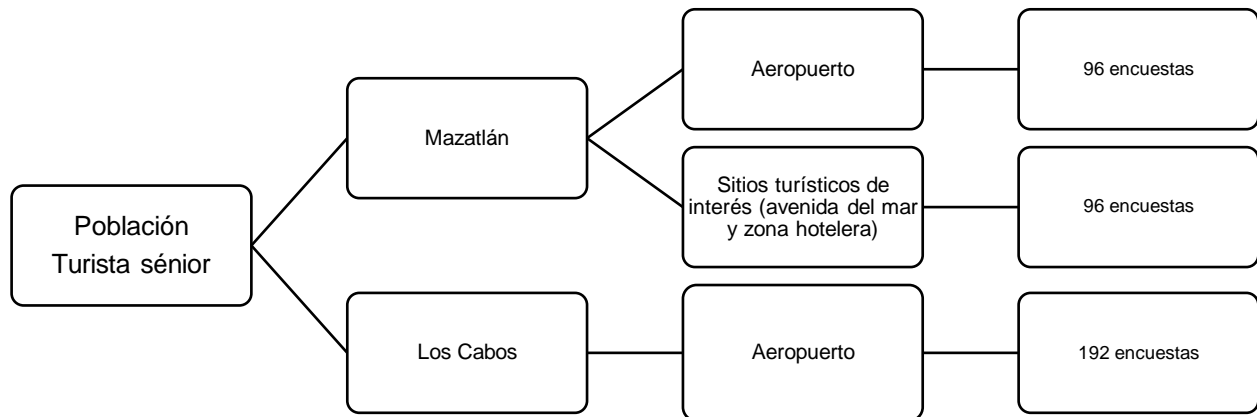 Población
Turista sénior
Mazatlán
Aeropuerto
96 encuestas
Sitios turísticos de
interés (avenida del mar
y zona hotelera)
96 encuestas
Los Cabos
Aeropuerto
192 encuestas